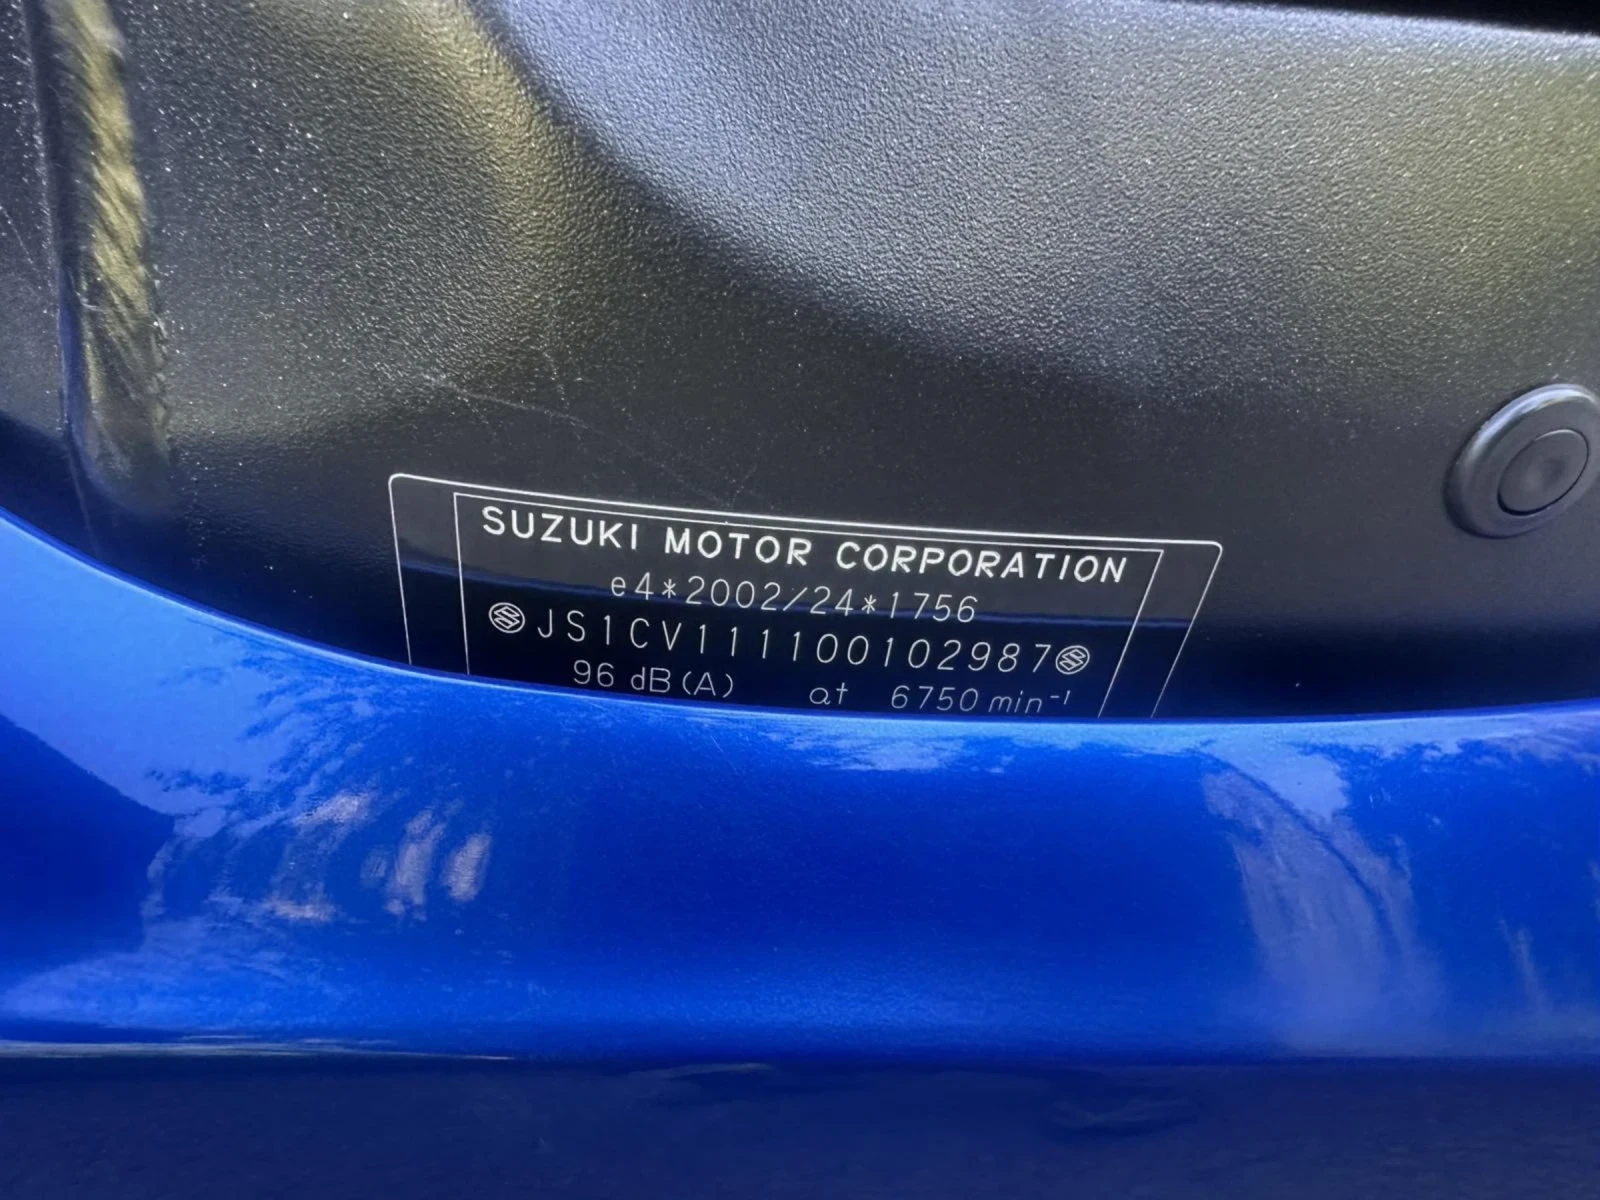 SUZUKI MOTOR CORPORATION
e4*2002/24*1756
JS1CV111100102987
96 dB(A) at 6750 min⁻¹